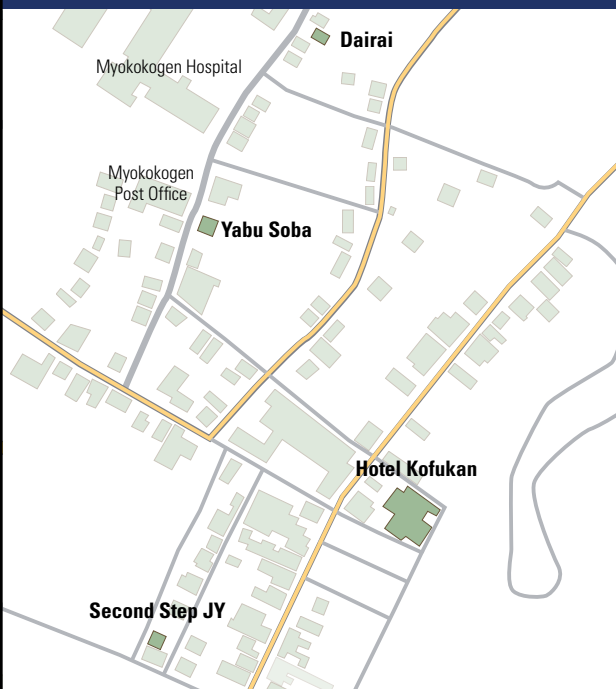 Dairai
Myokokogen Hospital
Myokokogen
Post Office
Yabu Soba
Hotel Kofukan
Second Step JY